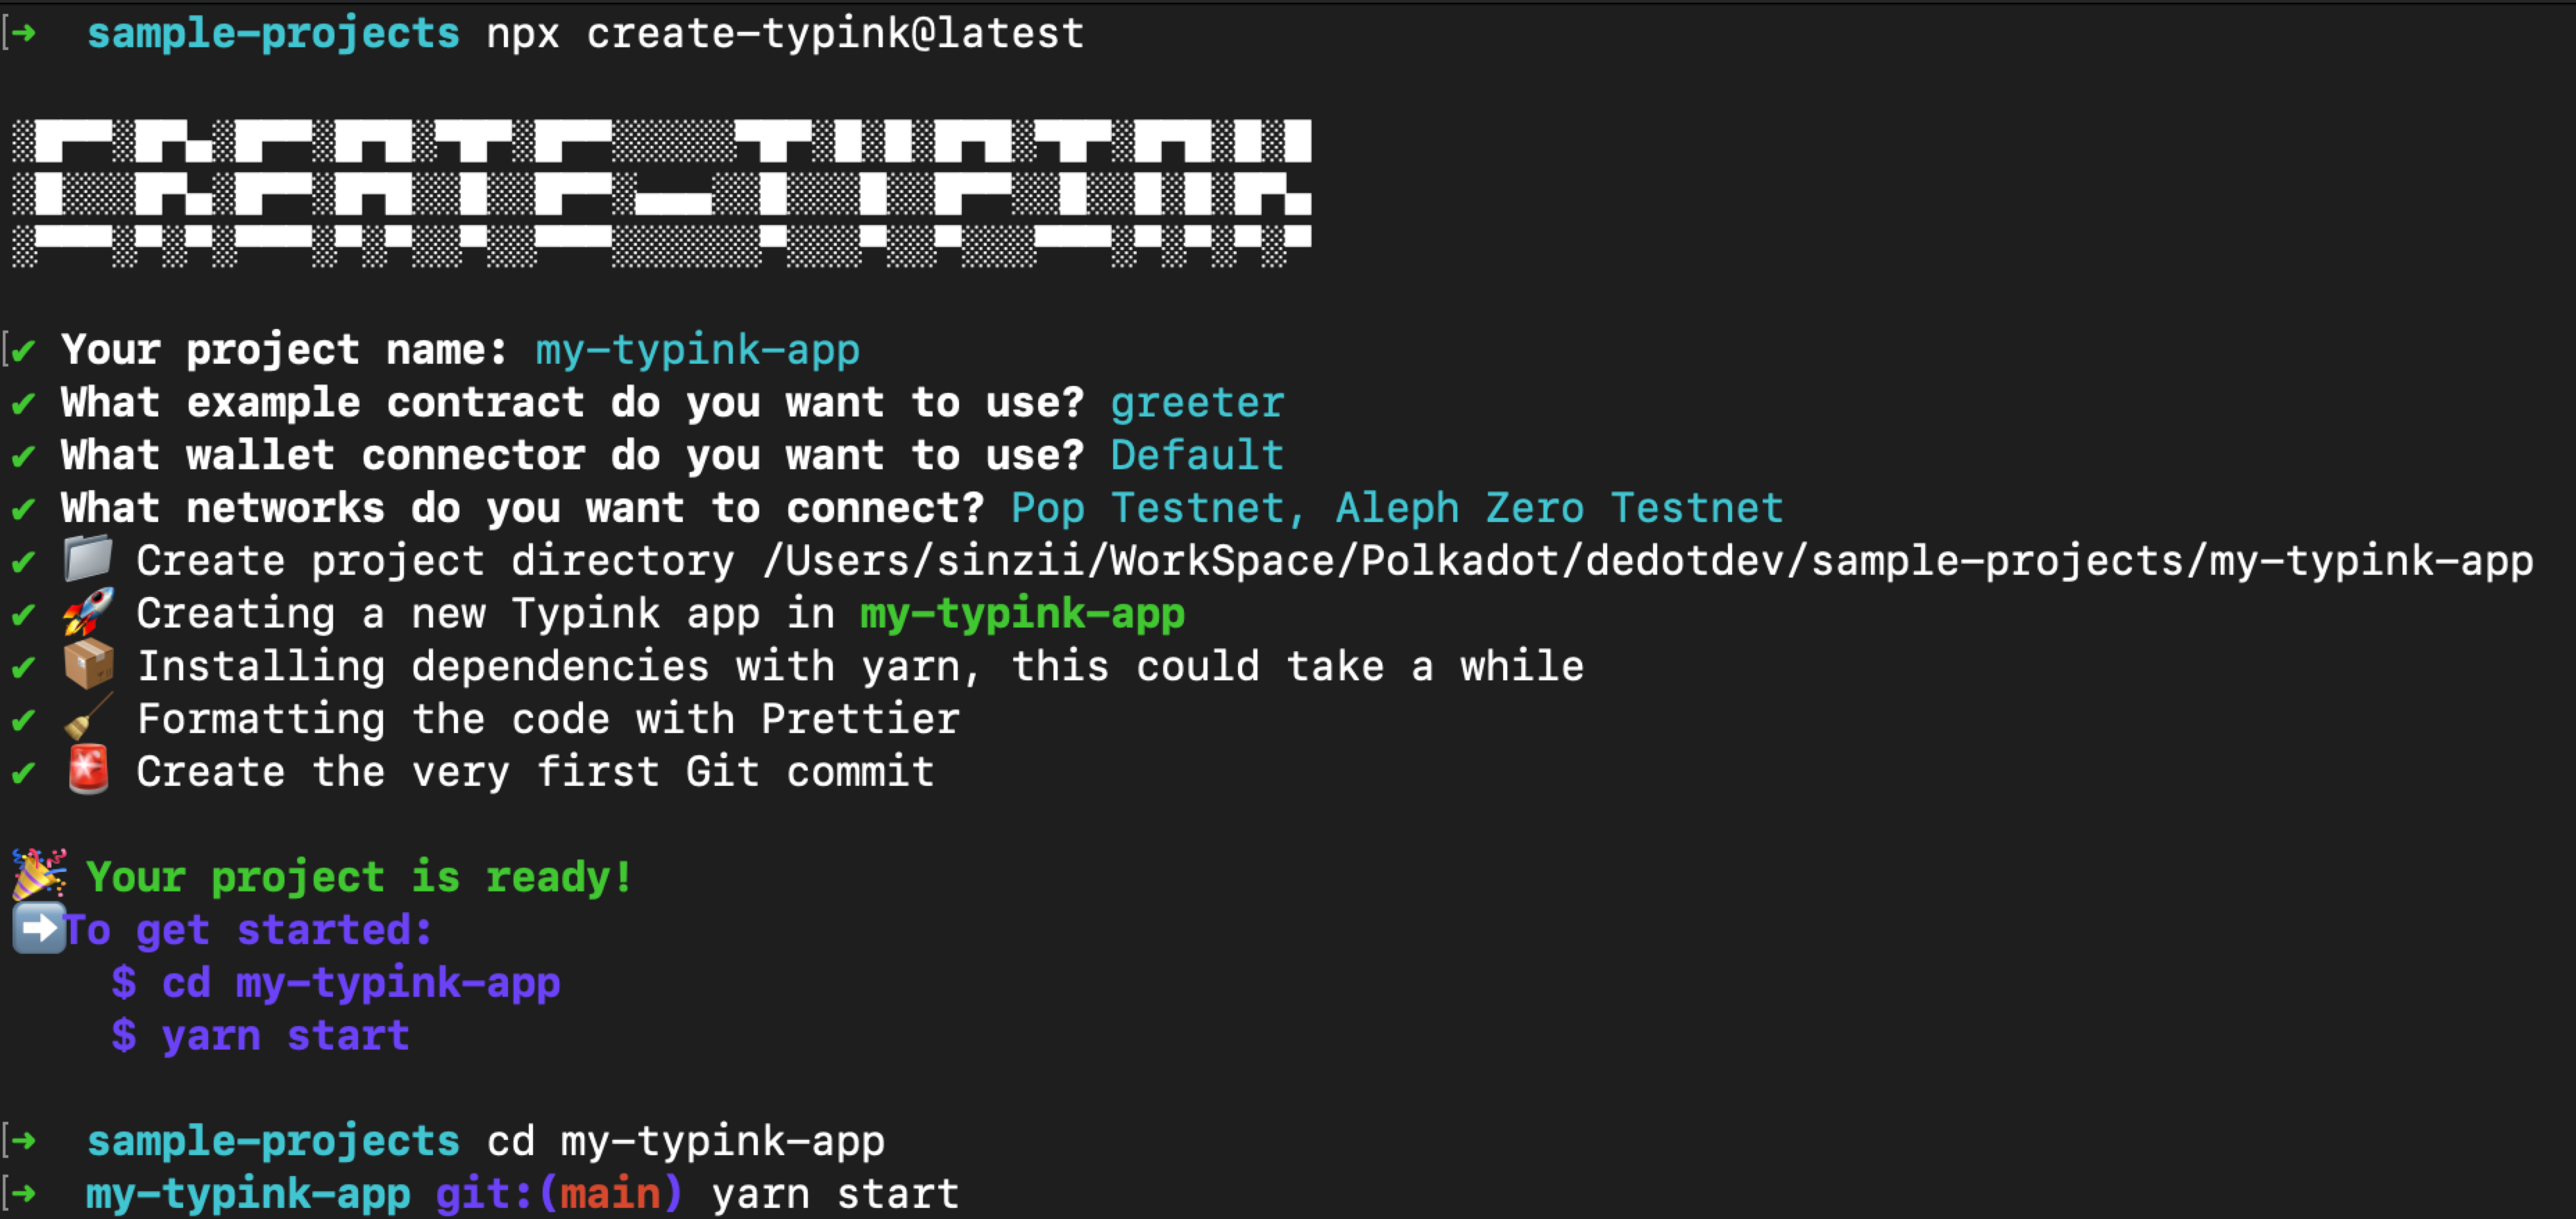 → sample-projects npx create-typink@latest
CREATE-TYPINK
✔ Your project name: my-typink-app
✔ What example contract do you want to use? greeter
✔ What wallet connector do you want to use? Default
✔ What networks do you want to connect? Pop Testnet, Aleph Zero Testnet
✔ 📁 Create project directory /Users/sinzii/WorkSpace/Polkadot/dedotdev/sample-projects/my-typink-app
✔ 🚀 Creating a new Typink app in my-typink-app
✔ 📦 Installing dependencies with yarn, this could take a while
✔ 🧹 Formatting the code with Prettier
✔ 🚨 Create the very first Git commit
🎉 Your project is ready!
➡️To get started:
$ cd my-typink-app
$ yarn start
→ sample-projects cd my-typink-app
→ my-typink-app git:(main) yarn start